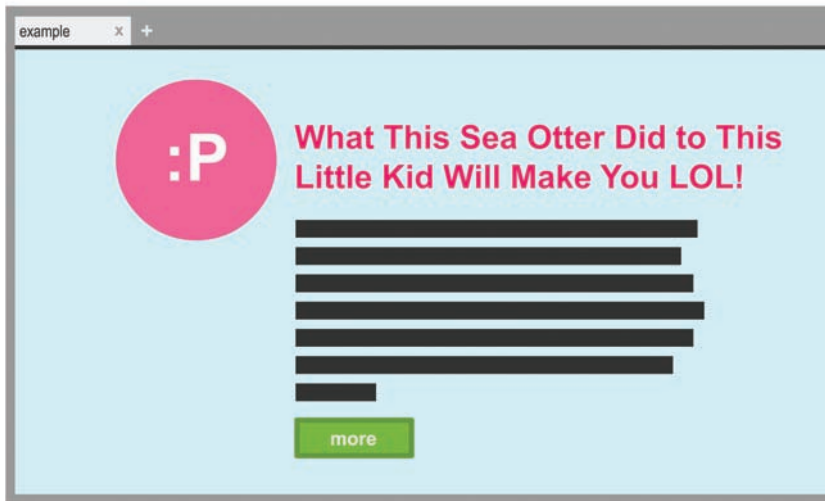 example x +
:P
What This Sea Otter Did to This
Little Kid Will Make You LOL!
more